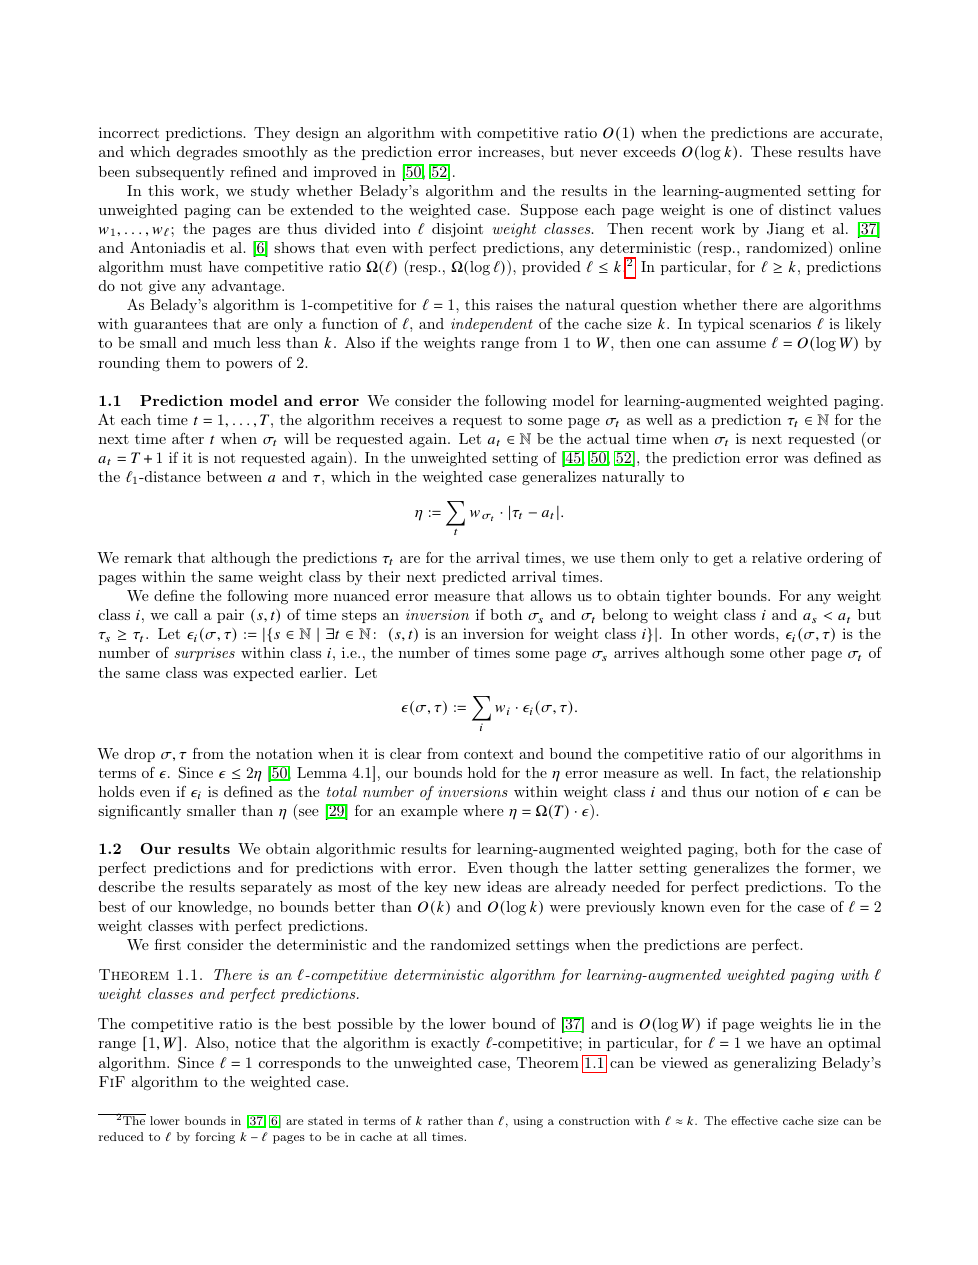 incorrect predictions. They design an algorithm with competitive ratio O(1) when the predictions are accurate,
and which degrades smoothly as the prediction error increases, but never exceeds O(log k). These results have
been subsequently refined and improved in [50, 52].
In this work, we study whether Belady's algorithm and the results in the learning-augmented setting for
unweighted paging can be extended to the weighted case. Suppose each page weight is one of distinct values
w₁, . . . , w_ℓ; the pages are thus divided into ℓ disjoint weight classes. Then recent work by Jiang et al. [37]
and Antoniadis et al. [6] shows that even with perfect predictions, any deterministic (resp., randomized) online
algorithm must have competitive ratio Ω(ℓ) (resp., Ω(log ℓ)), provided ℓ ≤ k.² In particular, for ℓ ≥ k, predictions
do not give any advantage.
As Belady's algorithm is 1-competitive for ℓ = 1, this raises the natural question whether there are algorithms
with guarantees that are only a function of ℓ, and independent of the cache size k. In typical scenarios ℓ is likely
to be small and much less than k. Also if the weights range from 1 to W, then one can assume ℓ = O(log W) by
rounding them to powers of 2.
1.1 Prediction model and error We consider the following model for learning-augmented weighted paging.
At each time t = 1, . . . , T, the algorithm receives a request to some page σ_t as well as a prediction τ_t ∈ ℕ for the
next time after t when σ_t will be requested again. Let a_t ∈ ℕ be the actual time when σ_t is next requested (or
a_t = T + 1 if it is not requested again). In the unweighted setting of [45, 50, 52], the prediction error was defined as
the ℓ₁-distance between a and τ, which in the weighted case generalizes naturally to
η := ∑_t w_{σ_t} · |τ_t − a_t|.
We remark that although the predictions τ_t are for the arrival times, we use them only to get a relative ordering of
pages within the same weight class by their next predicted arrival times.
We define the following more nuanced error measure that allows us to obtain tighter bounds. For any weight
class i, we call a pair (s, t) of time steps an inversion if both σ_s and σ_t belong to weight class i and a_s < a_t but
τ_s ≥ τ_t. Let ϵ_i(σ, τ) := |{s ∈ ℕ | ∃t ∈ ℕ: (s, t) is an inversion for weight class i}|. In other words, ϵ_i(σ, τ) is the
number of surprises within class i, i.e., the number of times some page σ_s arrives although some other page σ_t of
the same class was expected earlier. Let
ϵ(σ, τ) := ∑_i w_i · ϵ_i(σ, τ).
We drop σ, τ from the notation when it is clear from context and bound the competitive ratio of our algorithms in
terms of ϵ. Since ϵ ≤ 2η [50, Lemma 4.1], our bounds hold for the η error measure as well. In fact, the relationship
holds even if ϵ_i is defined as the total number of inversions within weight class i and thus our notion of ϵ can be
significantly smaller than η (see [29] for an example where η = Ω(T) · ϵ).
1.2 Our results We obtain algorithmic results for learning-augmented weighted paging, both for the case of
perfect predictions and for predictions with error. Even though the latter setting generalizes the former, we
describe the results separately as most of the key new ideas are already needed for perfect predictions. To the
best of our knowledge, no bounds better than O(k) and O(log k) were previously known even for the case of ℓ = 2
weight classes with perfect predictions.
We first consider the deterministic and the randomized settings when the predictions are perfect.
Theorem 1.1. There is an ℓ-competitive deterministic algorithm for learning-augmented weighted paging with ℓ
weight classes and perfect predictions.
The competitive ratio is the best possible by the lower bound of [37] and is O(log W) if page weights lie in the
range [1, W]. Also, notice that the algorithm is exactly ℓ-competitive; in particular, for ℓ = 1 we have an optimal
algorithm. Since ℓ = 1 corresponds to the unweighted case, Theorem 1.1 can be viewed as generalizing Belady's
FiF algorithm to the weighted case.
²The lower bounds in [37, 6] are stated in terms of k rather than ℓ, using a construction with ℓ ≈ k. The effective cache size can be
reduced to ℓ by forcing k − ℓ pages to be in cache at all times.